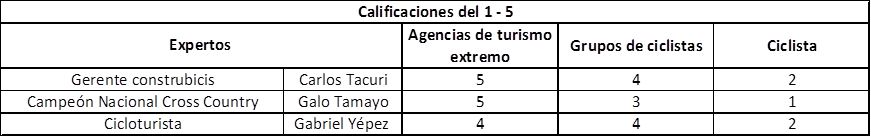 Calificaciones del 1 - 5
Expertos Agencias de turismo extremo Grupos de ciclistas Ciclista
Gerente construbicis Carlos Tacuri 5 4 2
Campeón Nacional Cross Country Galo Tamayo 5 3 1
Cicloturista Gabriel Yépez 4 4 2